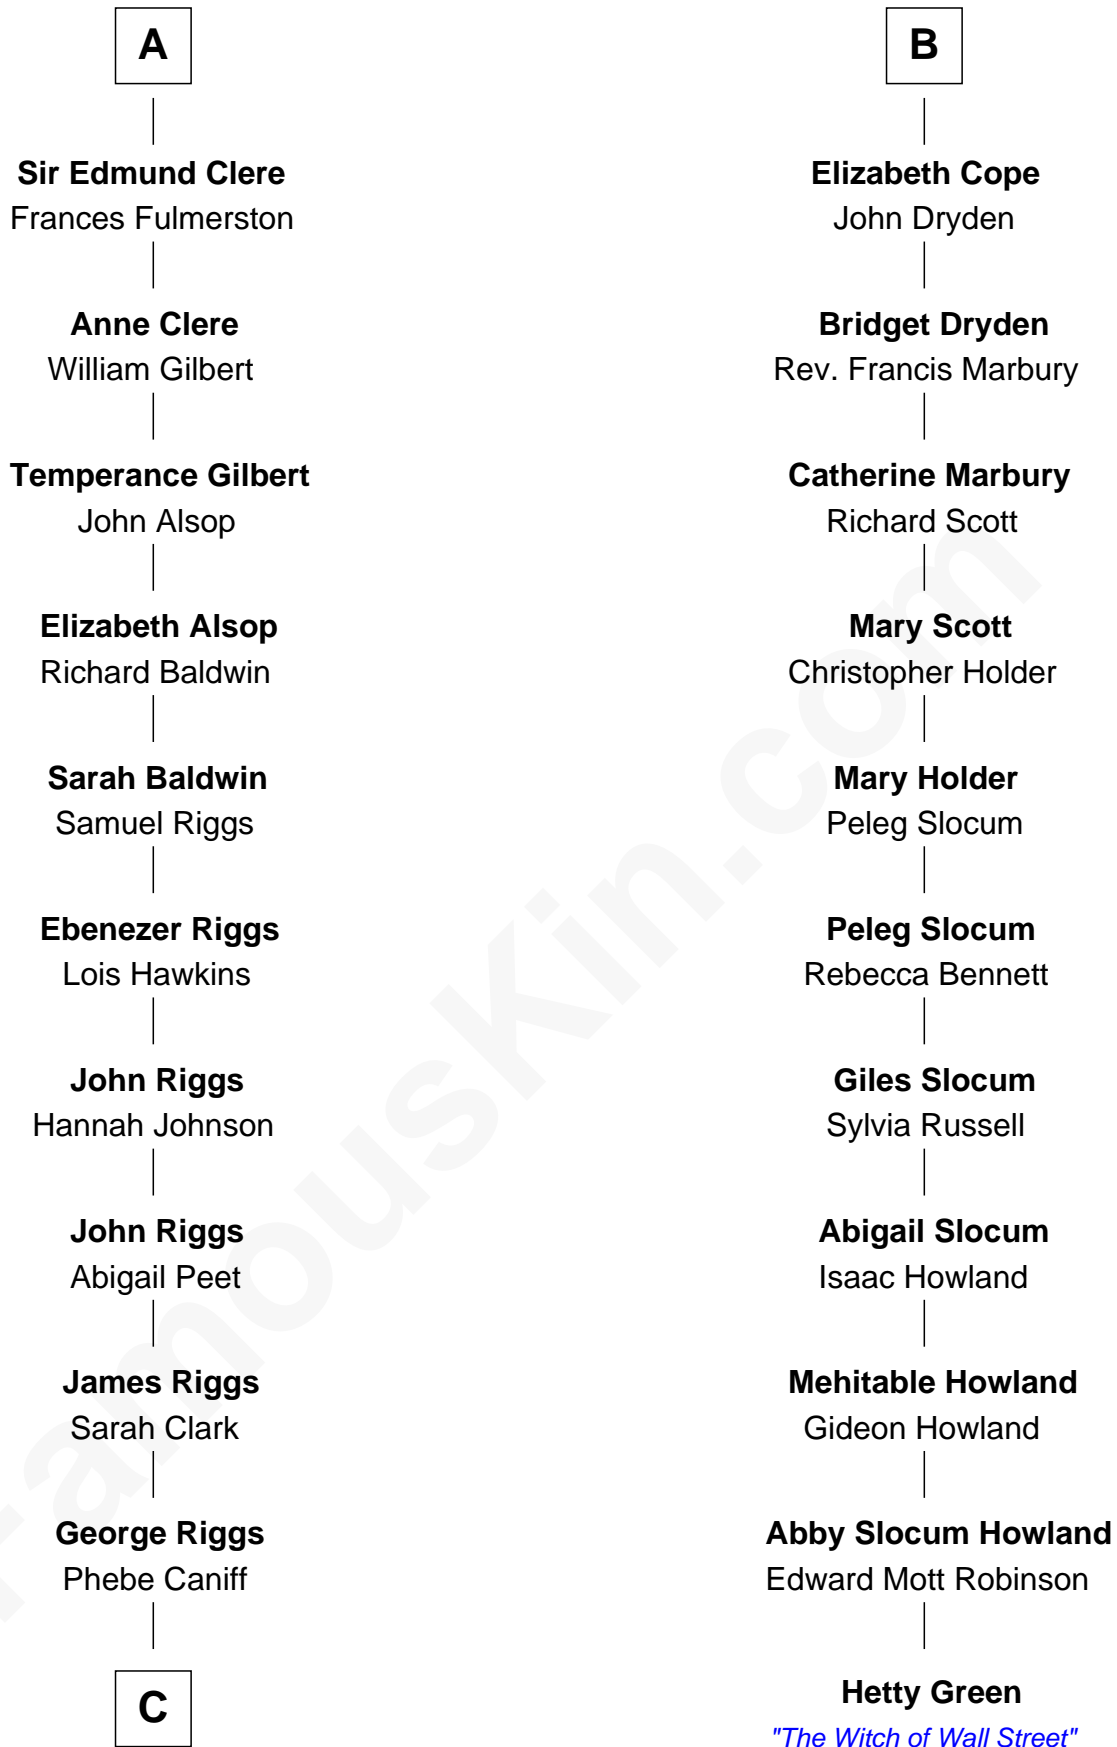 A
Sir Edmund Clere
Frances Fulmerston
Anne Clere
William Gilbert
Temperance Gilbert
John Alsop
Elizabeth Alsop
Richard Baldwin
Sarah Baldwin
Samuel Riggs
Ebenezer Riggs
Lois Hawkins
John Riggs
Hannah Johnson
John Riggs
Abigail Peet
James Riggs
Sarah Clark
George Riggs
Phebe Caniff
C
B
Elizabeth Cope
John Dryden
Bridget Dryden
Rev. Francis Marbury
Catherine Marbury
Richard Scott
Mary Scott
Christopher Holder
Mary Holder
Peleg Slocum
Peleg Slocum
Rebecca Bennett
Giles Slocum
Sylvia Russell
Abigail Slocum
Isaac Howland
Mehitable Howland
Gideon Howland
Abby Slocum Howland
Edward Mott Robinson
Hetty Green
"The Witch of Wall Street"
FamousKin.com